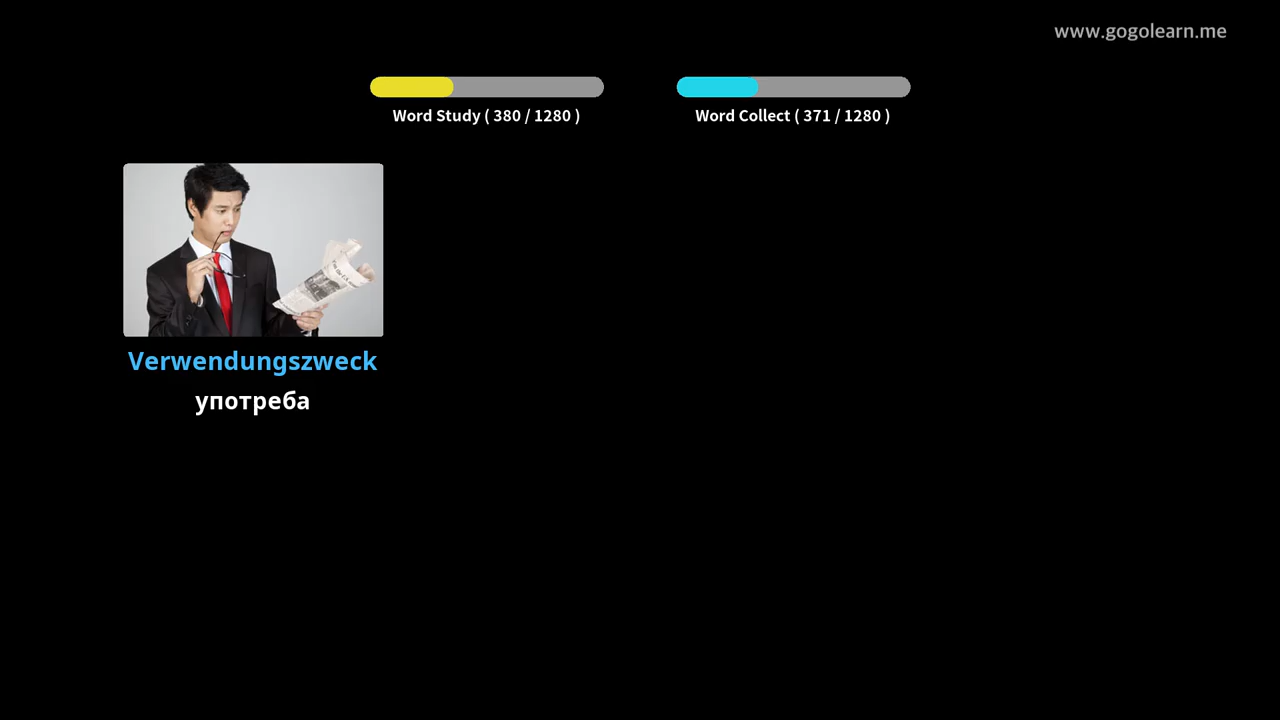 www.gogolearn.me
Word Study ( 380 / 1280 )
Word Collect ( 371 / 1280 )
Verwendungszweck
употреба